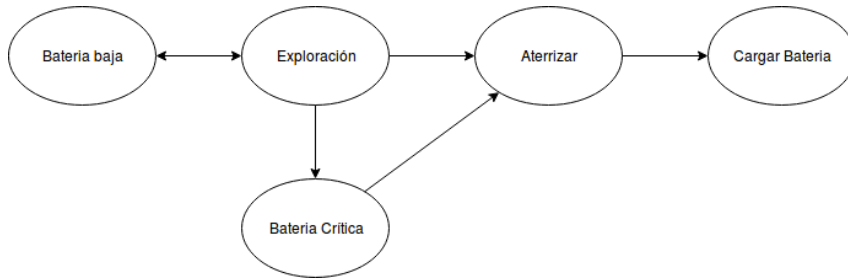 Bateria baja
Exploración
Aterrizar
Cargar Bateria
Bateria Crítica